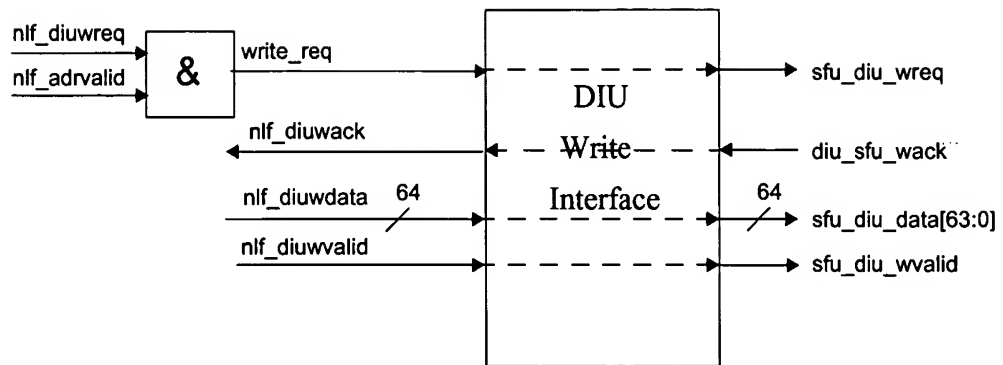 nlf_diuwreq
nlf_adrvalid
&
write_req
sfu_diu_wreq
DIU
nlf_diuwack
Write
diu_sfu_wack
nlf_diuwdata
64
Interface
64
sfu_diu_data[63:0]
nlf_diuwvalid
sfu_diu_wvalid